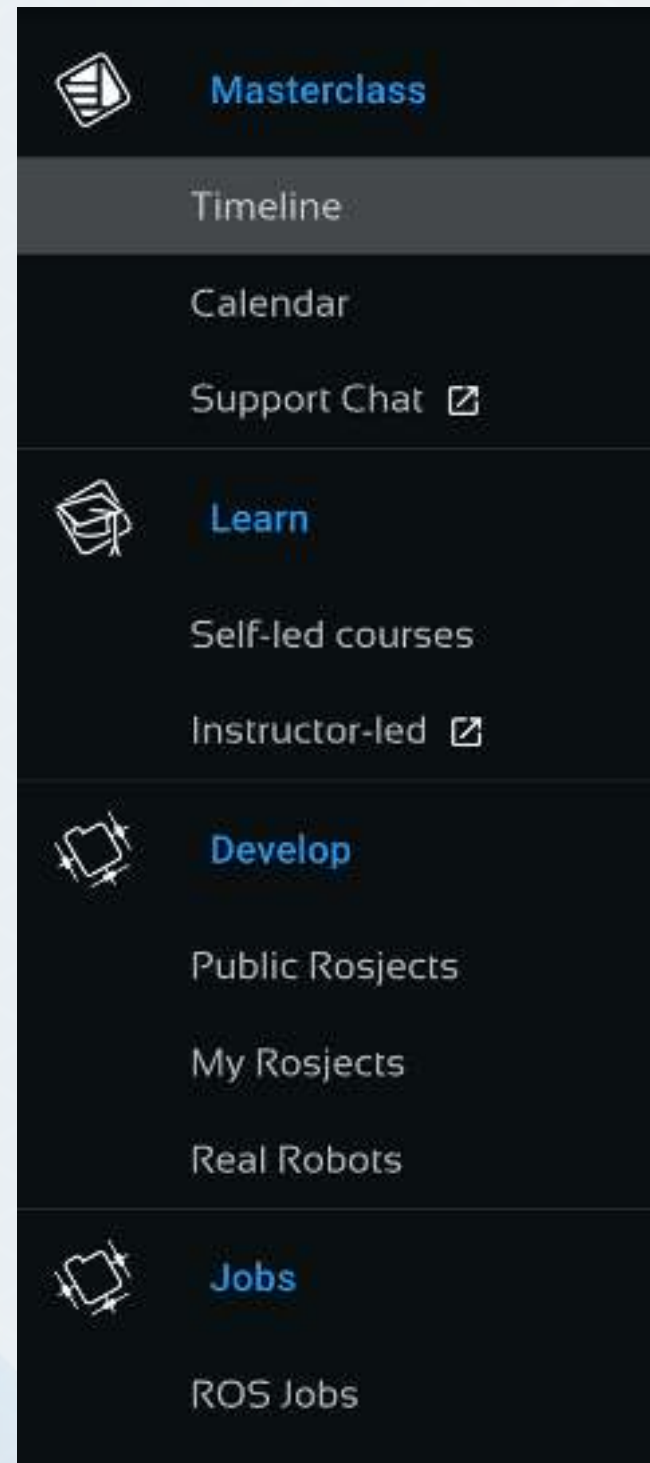 Masterclass
Timeline
Calendar
Support Chat
Learn
Self-led courses
Instructor-led
Develop
Public Rosjects
My Rosjects
Real Robots
Jobs
ROS Jobs